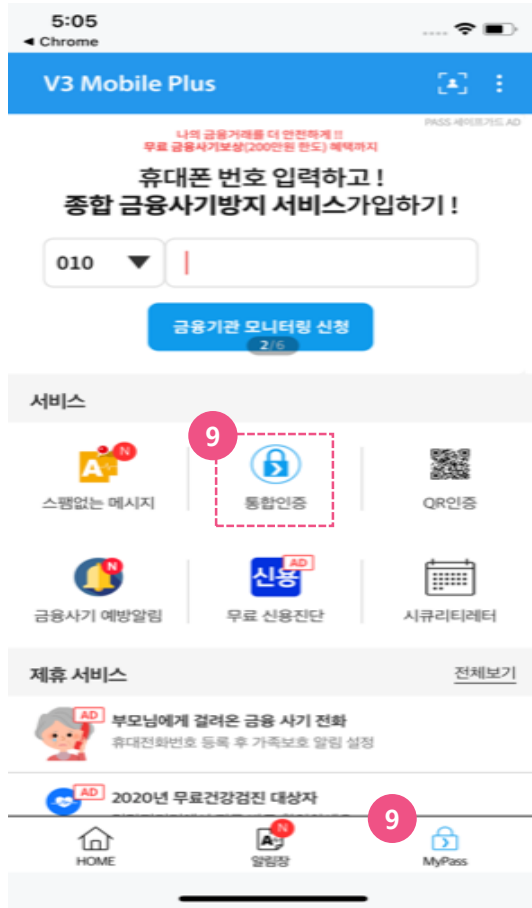 5:05
◀ Chrome
V3 Mobile Plus
PASS 세이프가드 AD
나의 금융거래를 더 안전하게 !!
무료 금융사기보상(200만원 한도) 혜택까지
휴대폰 번호 입력하고 !
종합 금융사기방지 서비스가입하기 !
010 ▼
금융기관 모니터링 신청
2/6
서비스
9
A N
스팸없는 메시지
통합인증
QR인증
N
신용 AD
금융사기 예방알림
무료 신용진단
시큐리티레터
제휴 서비스
전체보기
AD
부모님에게 걸려온 금융 사기 전화
휴대전화번호 등록 후 가족보호 알림 설정
AD
2020년 무료건강검진 대상자
9
A N
HOME
알림장
MyPass